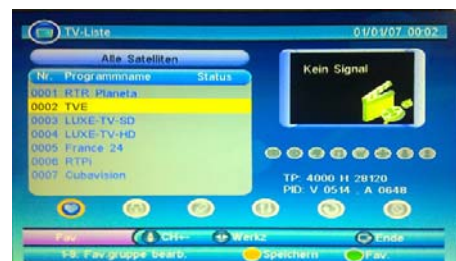 TV-Liste 01/01/07 00:02
Alle Satelliten
Nr. Programmname Status
Kein Signal
0001 RTR Planeta
0002 TVE
0003 LUXE-TV-SD
0004 LUXE-TV-HD
0005 France 24
0006 RTPi
0007 Cubavision
TP: 4000 H 28120
PID: V 0514 , A 0648
Fav CH+- Werkz Ende
1-8: Fav.gruppe bearb. Speichern Fav.